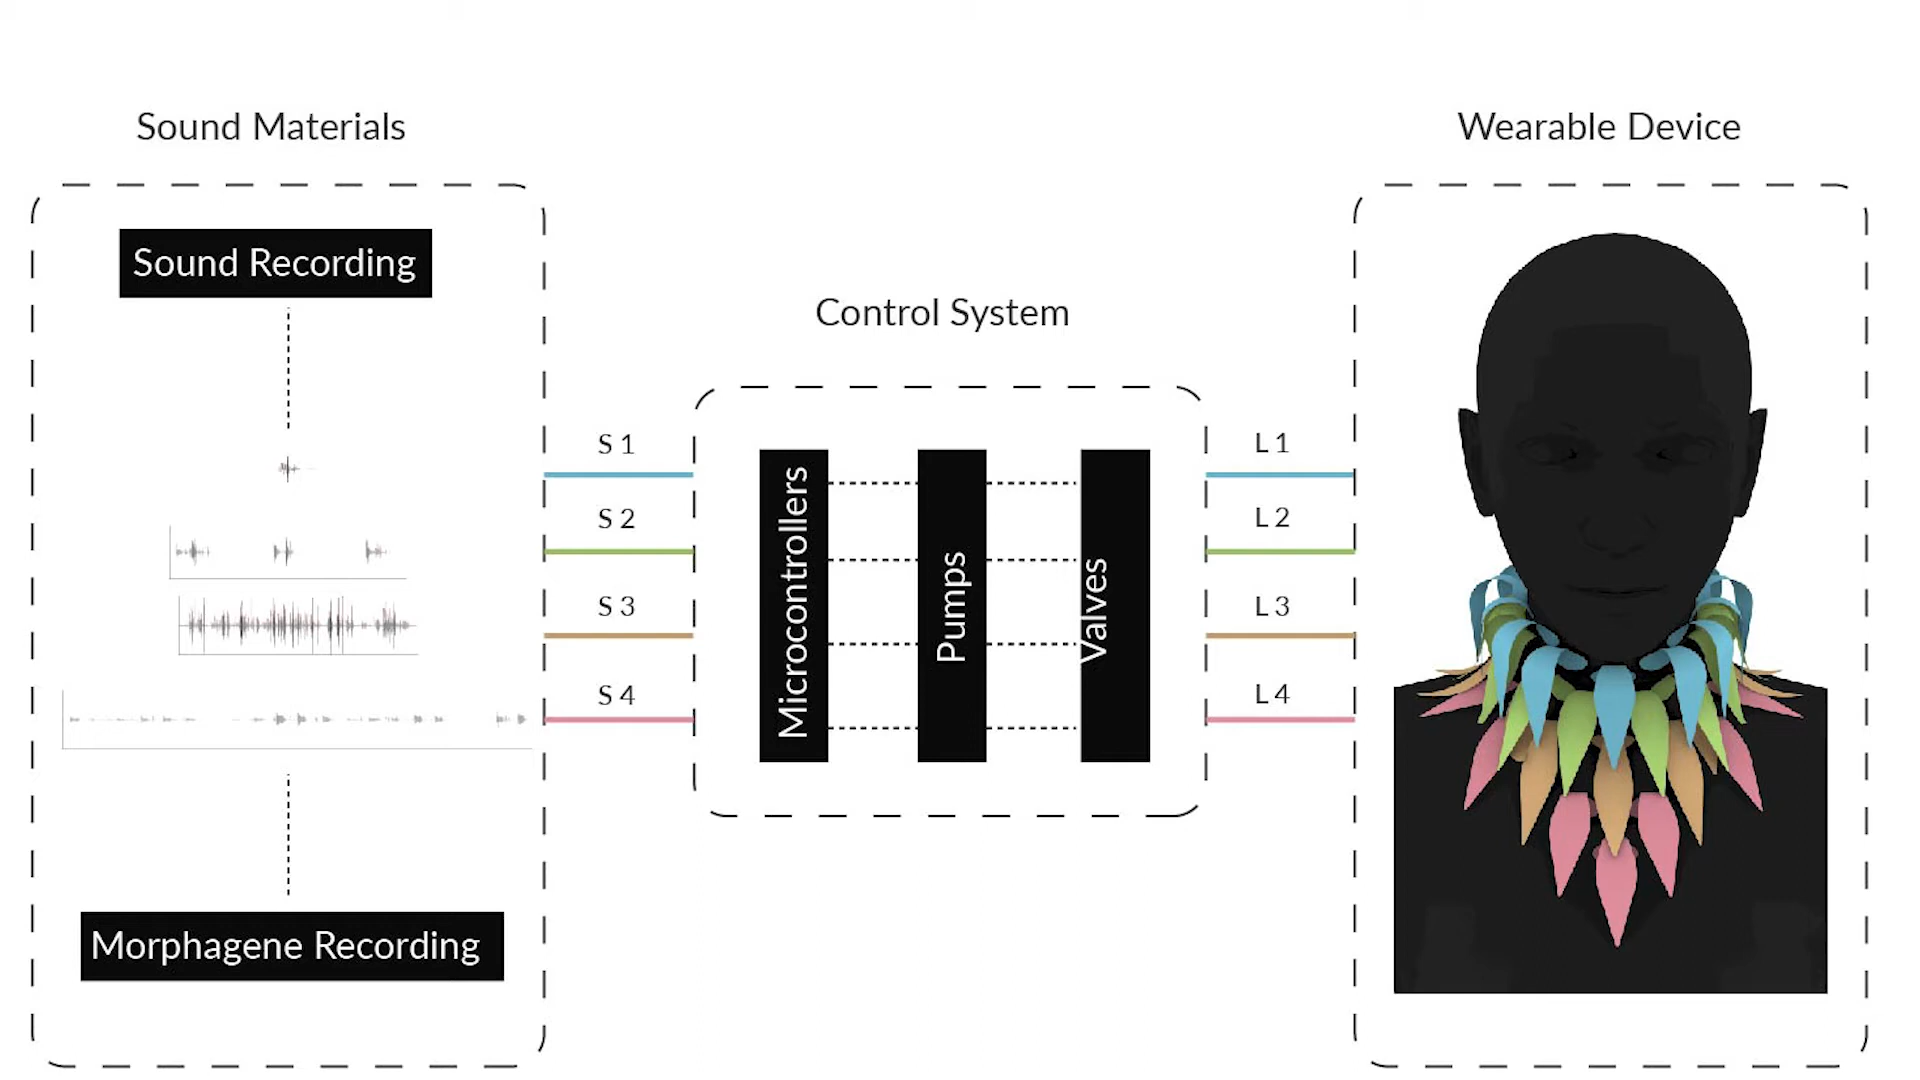 Sound Materials
Sound Recording
Morphagene Recording
S 1
S 2
S 3
S 4
Control System
Microcontrollers
Pumps
Valves
L 1
L 2
L 3
L 4
Wearable Device